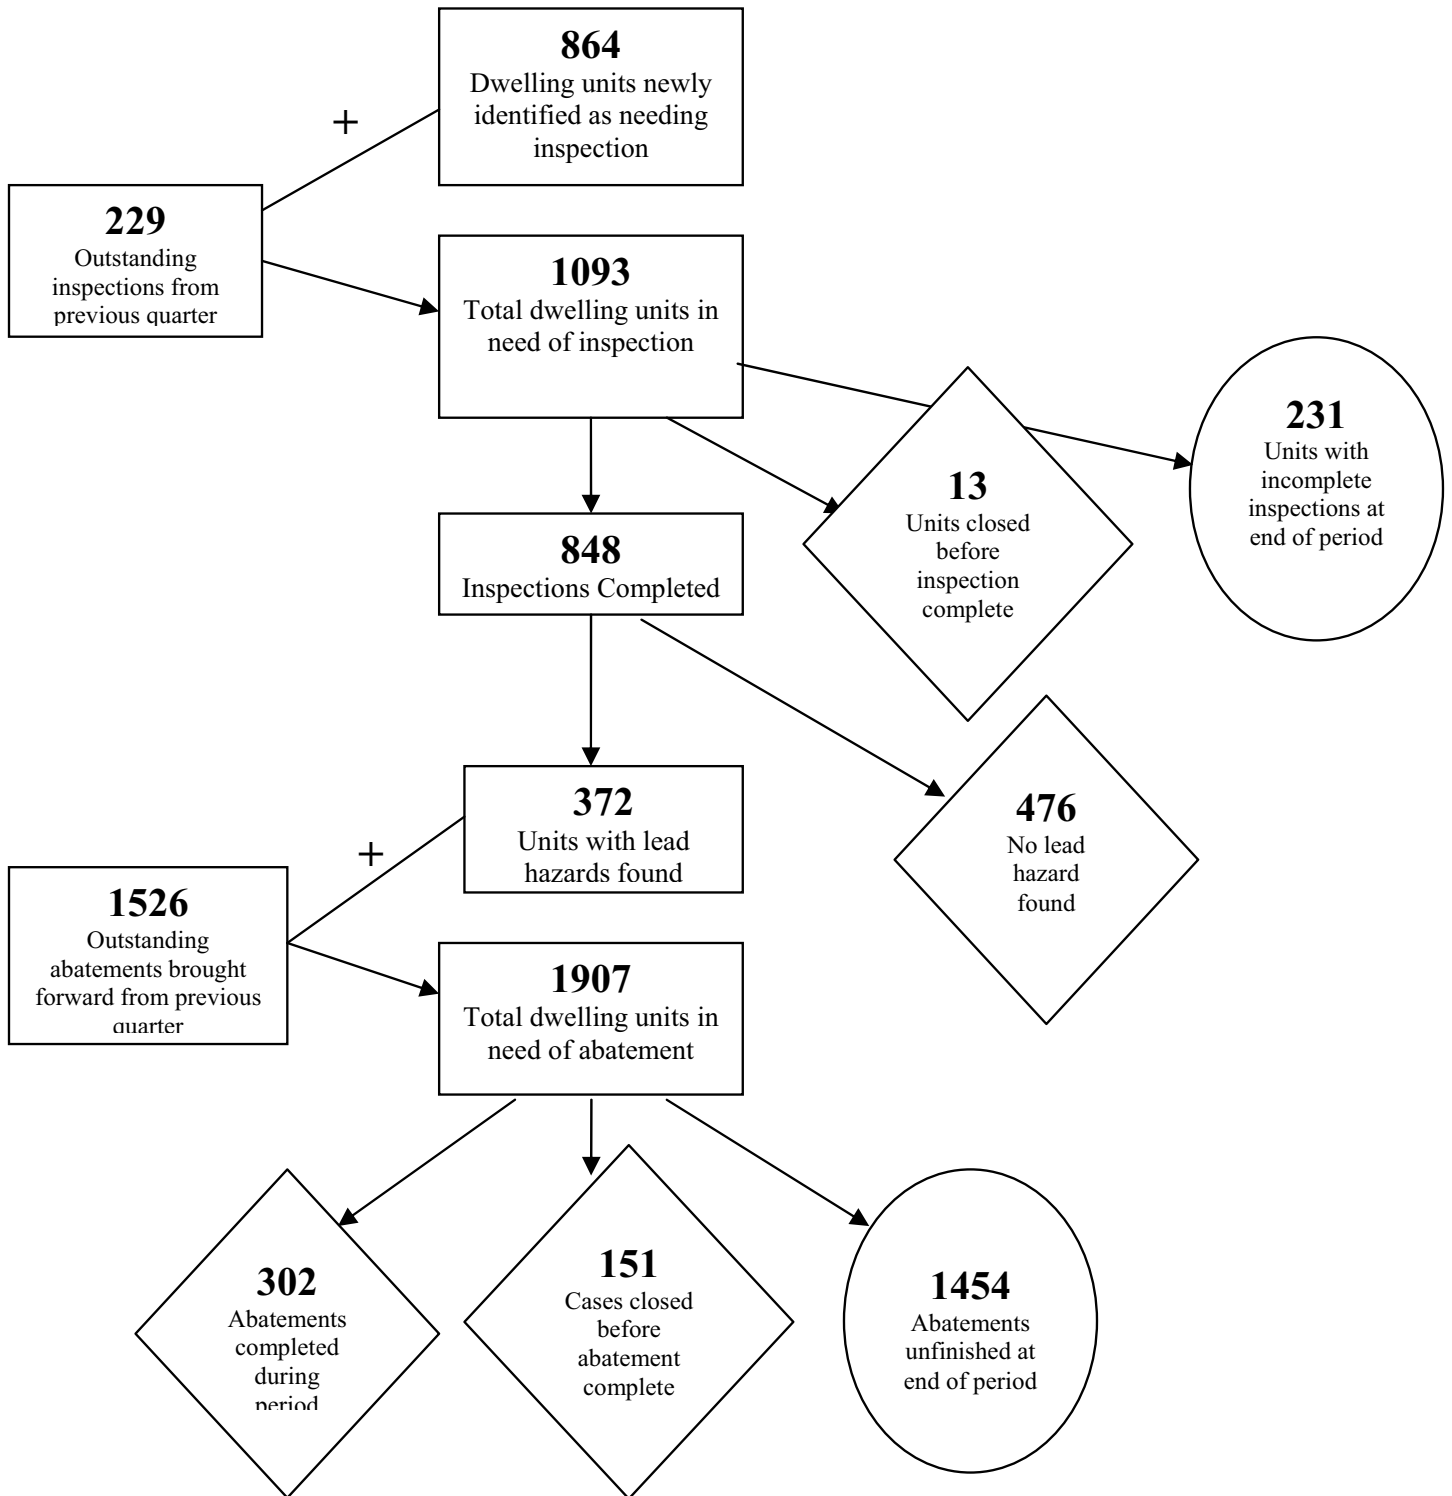 864
Dwelling units newly
identified as needing
inspection
+
229
Outstanding
inspections from
previous quarter
1093
Total dwelling units in
need of inspection
231
Units with
incomplete
inspections at
end of period
13
Units closed
before
inspection
complete
848
Inspections Completed
372
Units with lead
hazards found
476
No lead
hazard
found
+
1526
Outstanding
abatements brought
forward from previous
quarter
1907
Total dwelling units in
need of abatement
302
Abatements
completed
during
period
151
Cases closed
before
abatement
complete
1454
Abatements
unfinished at
end of period